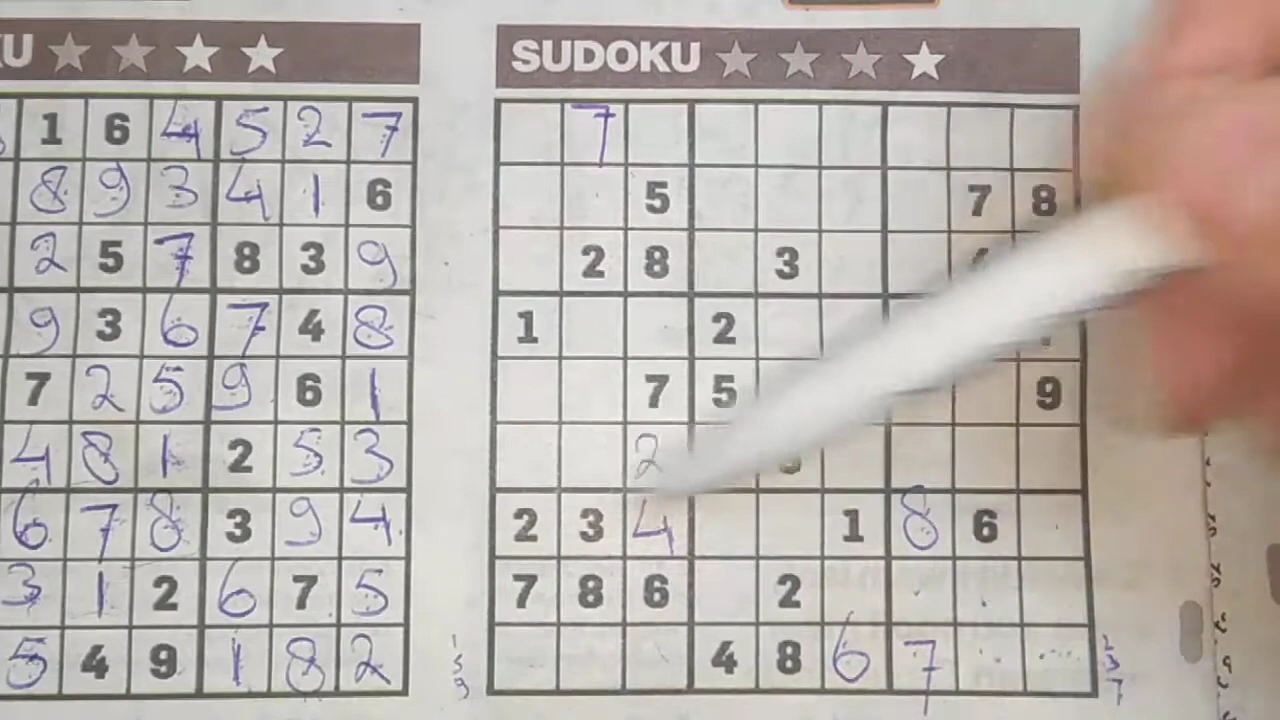 KU
SUDOKU
1 6 4 5 2 7
8 9 3 4 1 6
2 5 7 8 3 9
9 3 6 7 4 8
7 2 5 9 6 1
4 8 1 2 5 3
6 7 8 3 9 4
3 1 2 6 7 5
5 4 9 1 8 2
7
5 7 8
2 8 3
1 2
7 5 9
2
2 3 4 1 8 6
7 8 6 2
4 8 6 7